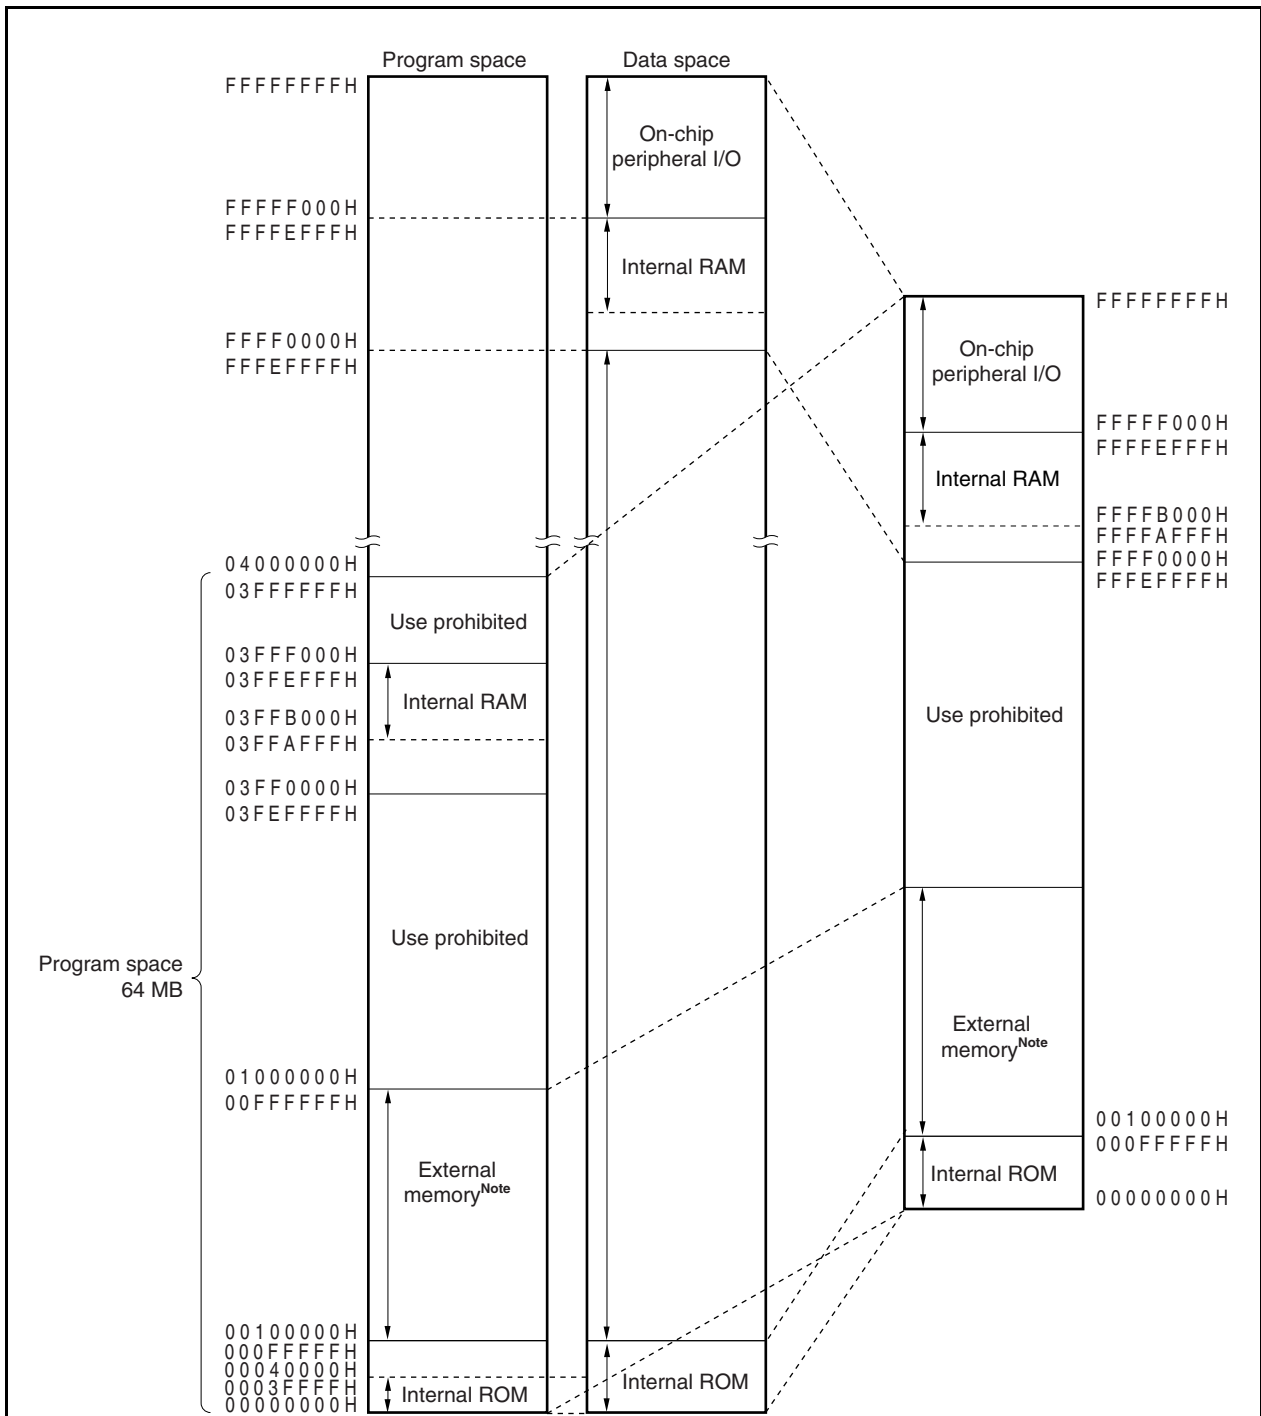 Program space
Data space
FFFFFFFFH
On-chip
peripheral I/O
FFFFF000H
FFFFEFFFH
Internal RAM
FFFF0000H
FFFEFFFFH
04000000H
03FFFFFFH
Use prohibited
03FFF000H
03FFEFFFH
Internal RAM
03FFB000H
03FFAFFFH
03FF0000H
03FEFFFFH
Use prohibited
Program space
64 MB
01000000H
00FFFFFFH
External
memoryNote
00100000H
000FFFFFH
00040000H
0003FFFFH
00000000H
Internal ROM
Internal ROM
FFFFFFFFH
On-chip
peripheral I/O
FFFFF000H
FFFFEFFFH
Internal RAM
FFFFB000H
FFFFAFFFH
FFFF0000H
FFFEFFFFH
Use prohibited
External
memoryNote
00100000H
000FFFFFH
Internal ROM
00000000H